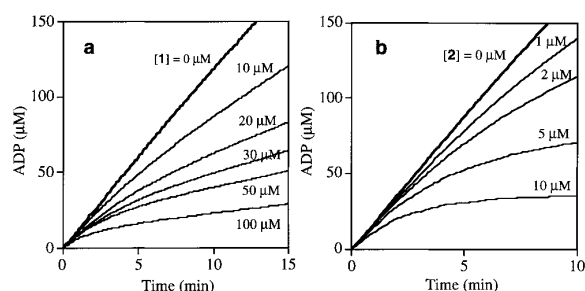 a
[1] = 0 µM
10 µM
20 µM
30 µM
50 µM
100 µM
150
100
50
0
ADP (µM)
0
5
10
15
Time (min)
b
[2] = 0 µM
1 µM
2 µM
5 µM
10 µM
150
100
50
0
ADP (µM)
0
5
10
Time (min)